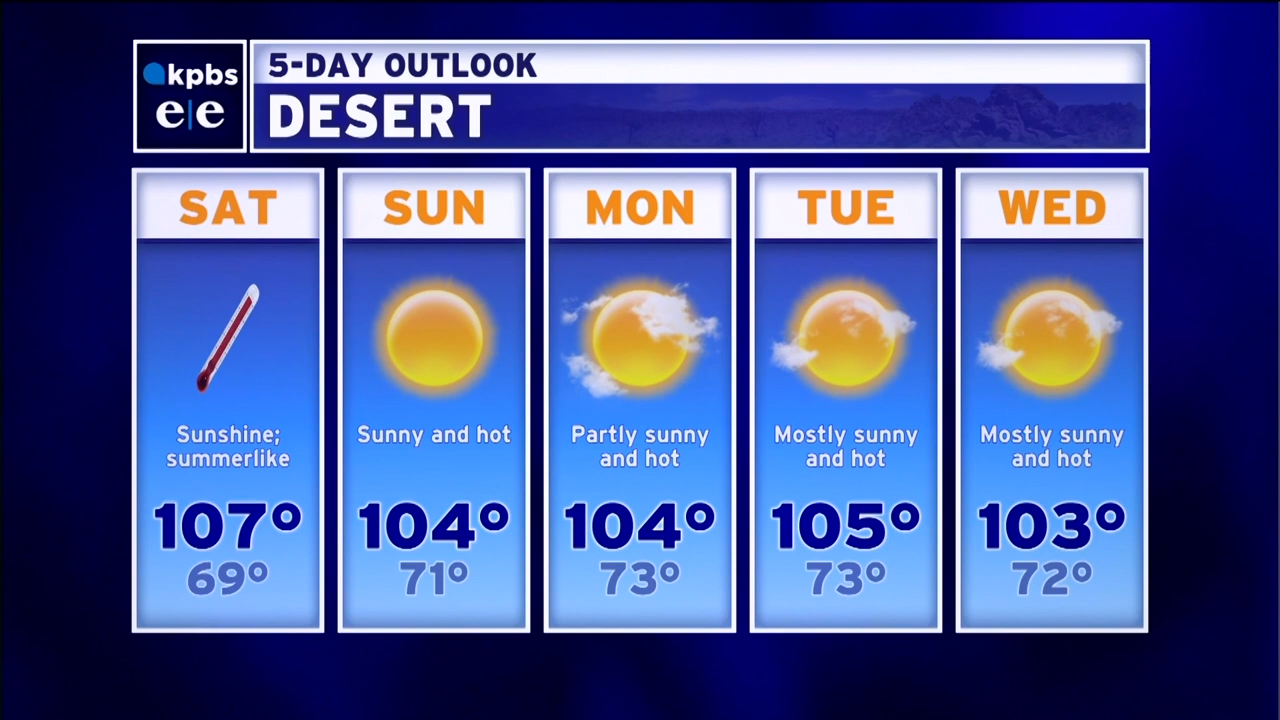 kpbs
e|e
5-DAY OUTLOOK
DESERT
SAT
Sunshine;
summerlike
107°
69°
SUN
Sunny and hot
104°
71°
MON
Partly sunny
and hot
104°
73°
TUE
Mostly sunny
and hot
105°
73°
WED
Mostly sunny
and hot
103°
72°